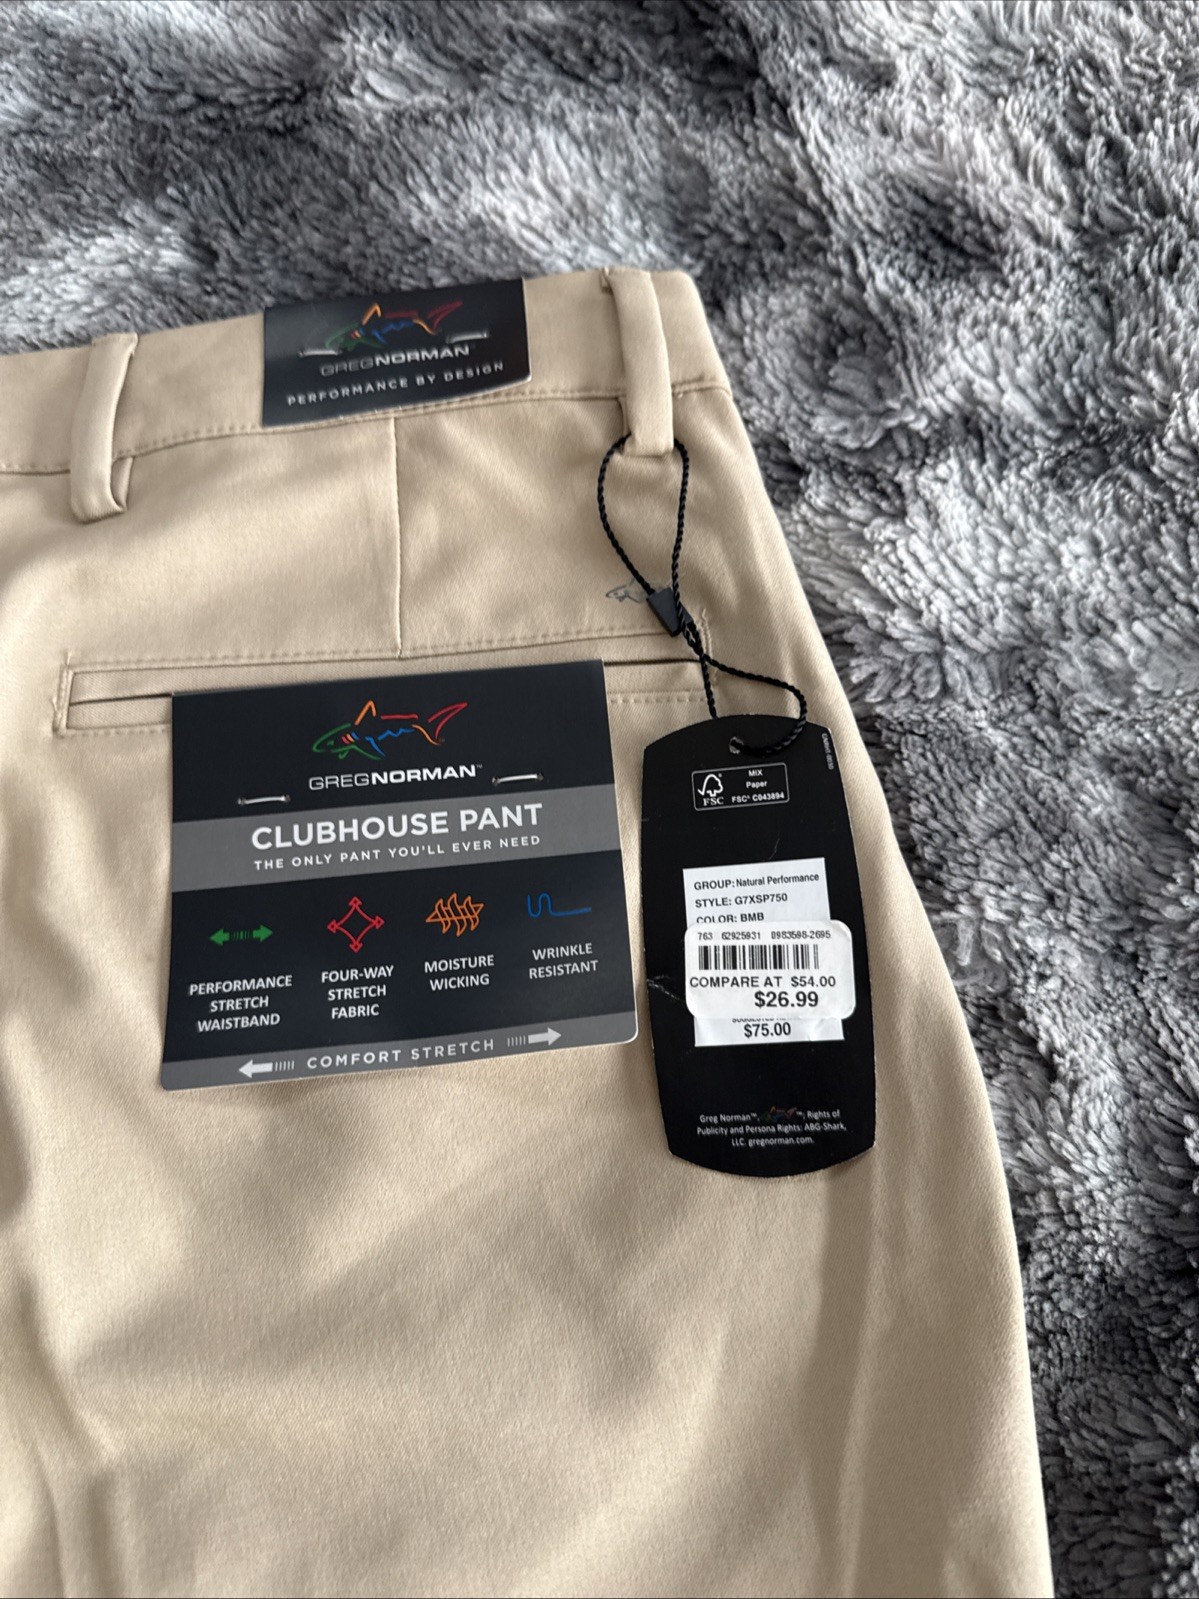 GREGNORMAN
PERFORMANCE BY DESIGN
GREGNORMAN™
CLUBHOUSE PANT
THE ONLY PANT YOU'LL EVER NEED
PERFORMANCE
STRETCH
WAISTBAND
FOUR-WAY
STRETCH
FABRIC
MOISTURE
WICKING
WRINKLE
RESISTANT
COMFORT STRETCH
FSC
MIX
Paper
FSC® C043894
GROUP: Natural Performance
STYLE: G7XSP750
COLOR: BMB
763 62925931 0983598-2695
COMPARE AT $54.00
$26.99
$75.00
Greg Norman™, ™; Rights of
Publicity and Persona Rights: ABG-Shark,
LLC. gregnorman.com.